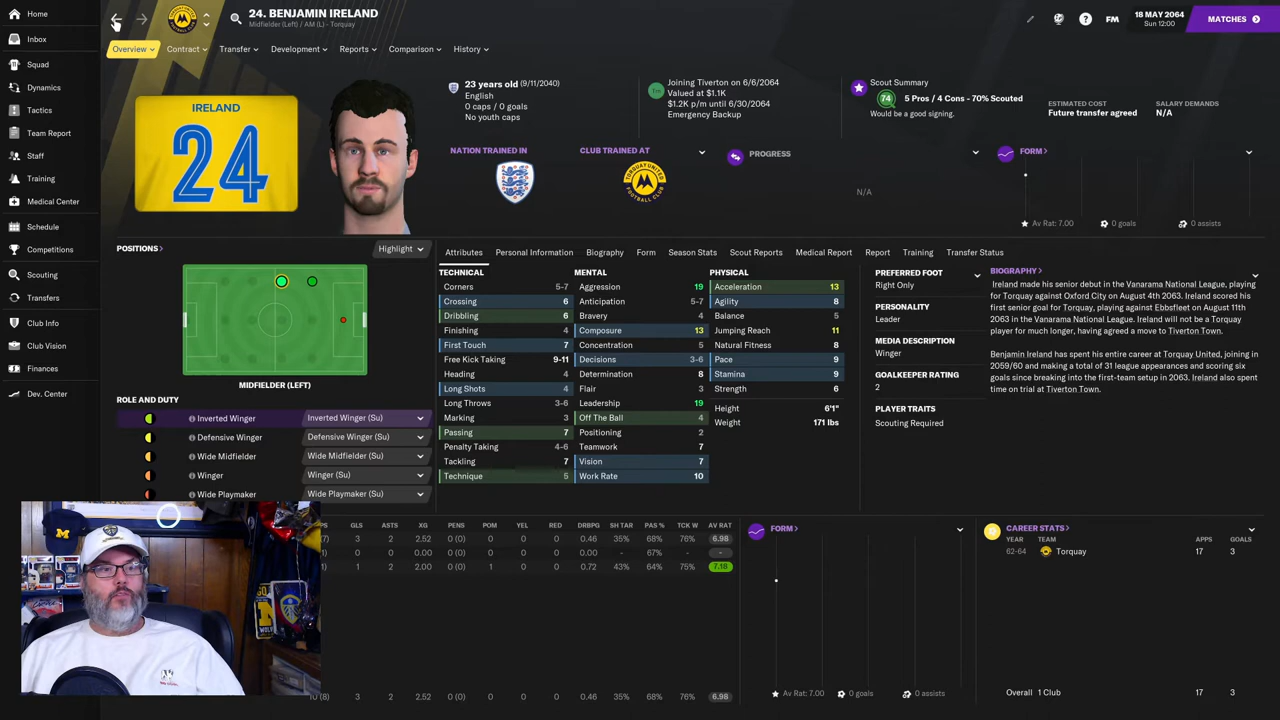 Home
24. BENJAMIN IRELAND
Midfielder (Left) / AM (L) - Torquay
FM
18 MAY 2064
Sun 12:00
MATCHES
Inbox
Squad
Dynamics
Tactics
Team Report
Staff
Training
Medical Center
Schedule
Competitions
Scouting
Transfers
Club Info
Club Vision
Finances
Dev. Center
Overview
Contract
Transfer
Development
Reports
Comparison
History
IRELAND
24
23 years old (9/11/2040)
English
0 caps / 0 goals
No youth caps
Joining Tiverton on 6/6/2064
Valued at $1.1K
$1.2K p/m until 6/30/2064
Emergency Backup
Scout Summary
74
5 Pros / 4 Cons - 70% Scouted
Would be a good signing.
ESTIMATED COST
Future transfer agreed
SALARY DEMANDS
N/A
NATION TRAINED IN
CLUB TRAINED AT
PROGRESS
N/A
FORM
Av Rat: 7.00
0 goals
0 assists
POSITIONS
Highlight
MIDFIELDER (LEFT)
ROLE AND DUTY
Inverted Winger
Inverted Winger (Su)
Defensive Winger
Defensive Winger (Su)
Wide Midfielder
Wide Midfielder (Su)
Winger
Winger (Su)
Wide Playmaker
Wide Playmaker (Su)
Attributes
Personal Information
Biography
Form
Season Stats
Scout Reports
Medical Report
Report
Training
Transfer Status
TECHNICAL
Corners 5-7
Crossing 6
Dribbling 6
Finishing 4
First Touch 7
Free Kick Taking 9-11
Heading 4
Long Shots 4
Long Throws 3-6
Marking 3
Passing 7
Penalty Taking 4-6
Tackling 7
Technique 5
MENTAL
Aggression 19
Anticipation 5-7
Bravery 4
Composure 13
Concentration 5
Decisions 3-6
Determination 8
Flair 3
Leadership 19
Off The Ball 4
Positioning 2
Teamwork 7
Vision 7
Work Rate 10
PHYSICAL
Acceleration 13
Agility 8
Balance 5
Jumping Reach 11
Natural Fitness 8
Pace 9
Stamina 9
Strength 6
Height 6'1"
Weight 171 lbs
PREFERRED FOOT
Right Only
PERSONALITY
Leader
MEDIA DESCRIPTION
Winger
GOALKEEPER RATING
2
PLAYER TRAITS
Scouting Required
BIOGRAPHY
Ireland made his senior debut in the Vanarama National League, playing
for Torquay against Oxford City on August 4th 2063. Ireland scored his
first senior goal for Torquay, playing against Ebbsfleet on August 11th
2063 in the Vanarama National League. Ireland will not be a Torquay
player for much longer, having agreed a move to Tiverton Town.
Benjamin Ireland has spent his entire career at Torquay United, joining in
2059/60 and making a total of 31 league appearances and scoring six
goals since breaking into the first-team setup in 2063. Ireland also spent
time on Tiverton Town.
GLS ASTS XG PENS POM YEL RED DRBPG SH TAR PAS % TCK W AV RAT
3 2 2.52 0 (0) 0 0 0 0.46 35% 68% 76% 6.98
0 0 0.00 0 (0) 0 0 0 0.00 - 67% -
1 2 2.00 0 (0) 1 0 0 0.72 43% 64% 75% 7.18
10 (8) 3 2 2.52 0 (0) 0 0 0 0.46 35% 68% 76% 6.98
FORM
Av Rat: 7.00
0 goals
0 assists
CAREER STATS
YEAR TEAM APPS GOALS
62-64 Torquay 17 3
Overall 1 Club 17 3